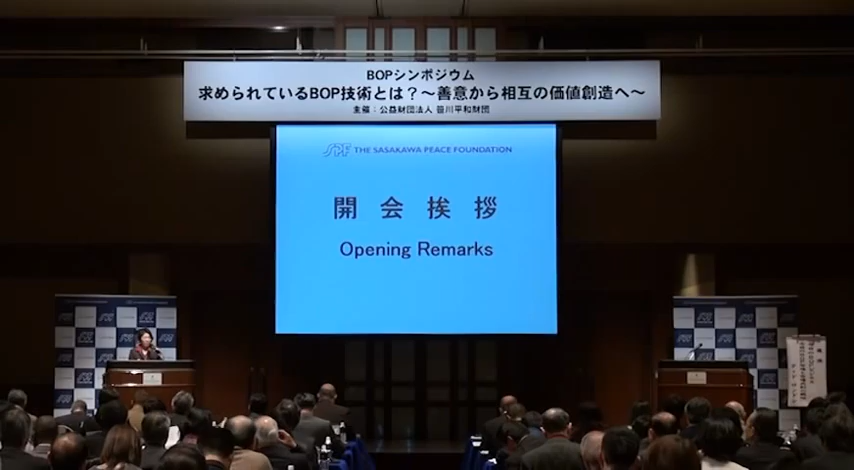 BOPシンポジウム
求められているBOP技術とは？～善意から相互の価値創造へ～
主催：公益財団法人 笹川平和財団
SPF THE SASAKAWA PEACE FOUNDATION
開会挨拶
Opening Remarks